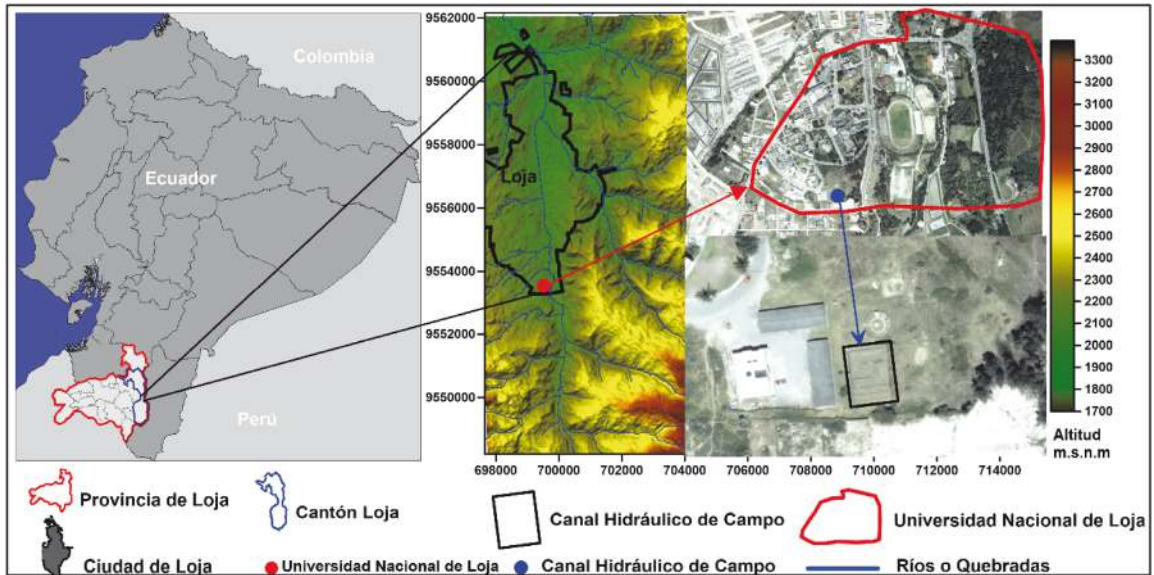 Colombia
Ecuador
Perú
9562000
9560000
9558000
9556000
9554000
9552000
9550000
Loja
698000 700000 702000 704000 706000 708000 710000 712000 714000
3300
3200
3100
3000
2900
2800
2700
2600
2500
2400
2300
2200
2100
2000
1900
1800
1700
Altitud
m.s.n.m
Provincia de Loja
Cantón Loja
Canal Hidráulico de Campo
Universidad Nacional de Loja
Ciudad de Loja
Universidad Nacional de Loja
Canal Hidráulico de Campo
Ríos o Quebradas